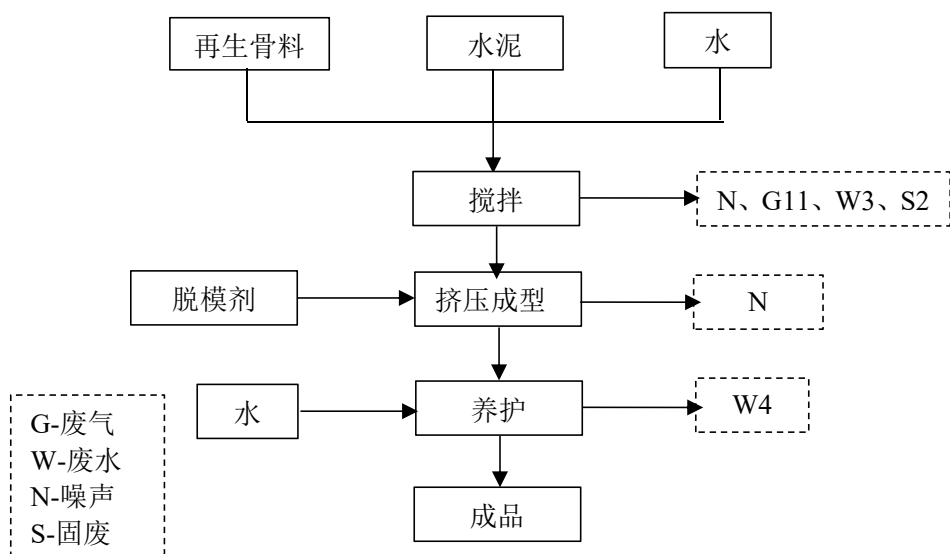 再生骨料
水泥
水
搅拌
N、G11、W3、S2
脱模剂
挤压成型
N
水
养护
W4
G-废气
W-废水
N-噪声
S-固废
成品